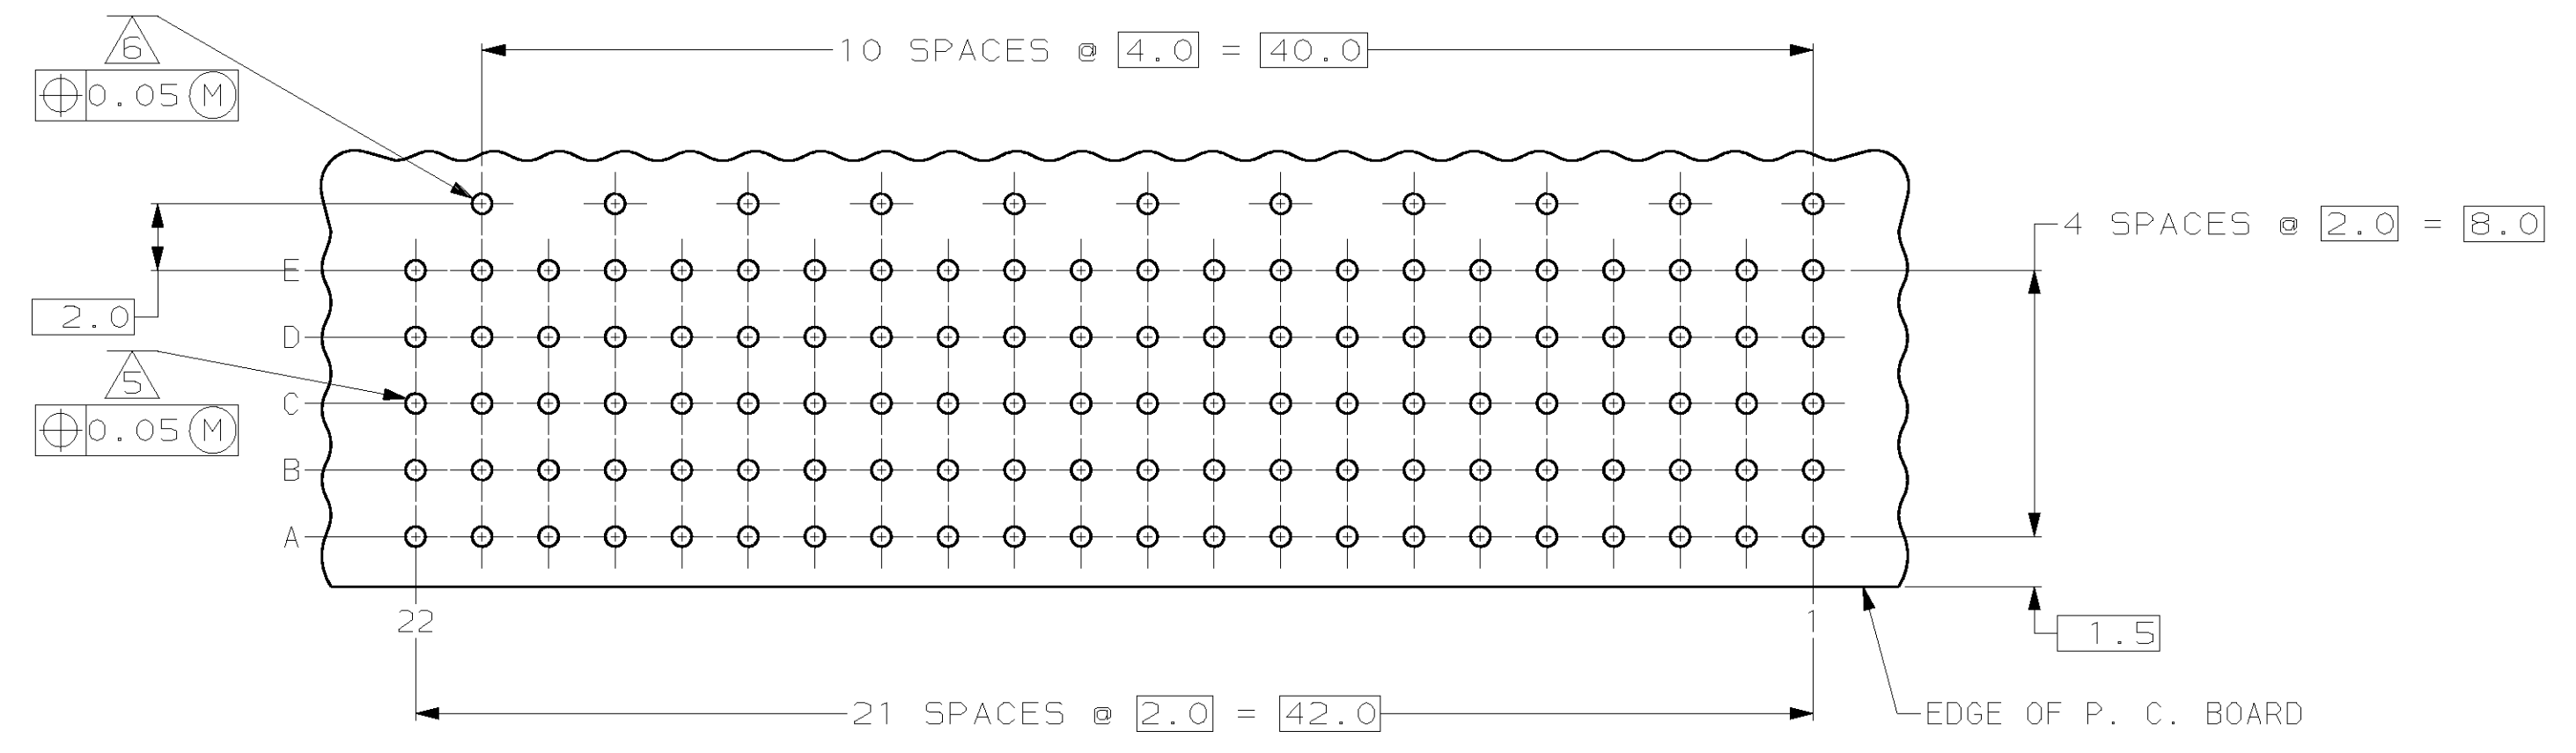 6
⌖ 0.05 Ⓜ
10 SPACES @ 4.0 = 40.0
4 SPACES @ 2.0 = 8.0
E
2.0
D
5
C
⌖ 0.05 Ⓜ
B
A
22
1
1.5
21 SPACES @ 2.0 = 42.0
EDGE OF P. C. BOARD